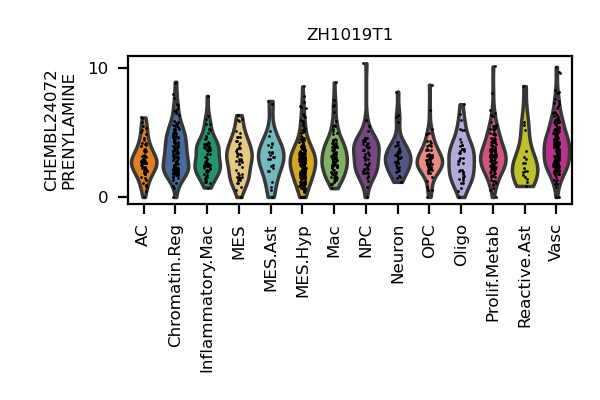 ZH1019T1
CHEMBL24072
PRENYLAMINE
10
0
AC
Chromatin.Reg
Inflammatory.Mac
MES
MES.Ast
MES.Hyp
Mac
NPC
Neuron
OPC
Oligo
Prolif.Metab
Reactive.Ast
Vasc